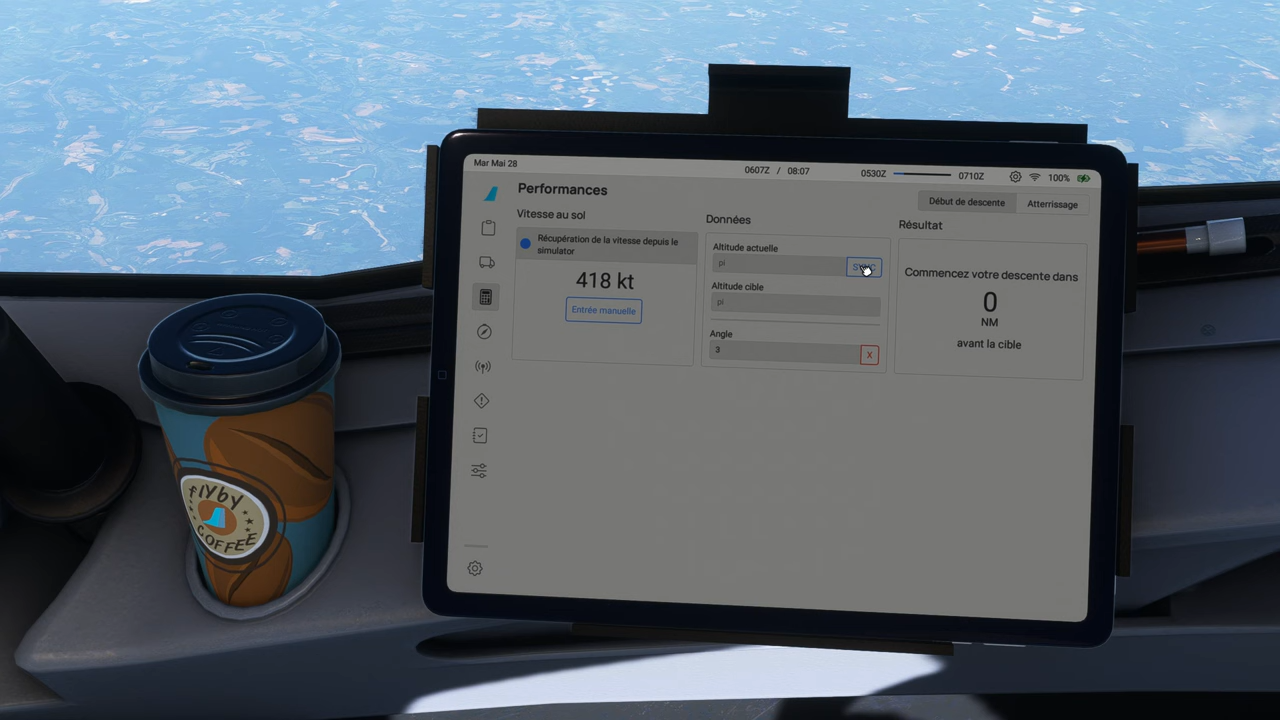 Mar Mai 28
0607Z / 08:07
0530Z
0710Z
100%
Performances
Début de descente
Atterrissage
Vitesse au sol
Récupération de la vitesse depuis le
simulator
418 kt
Entrée manuelle
Données
Altitude actuelle
pi
Altitude cible
pi
Angle
3
X
Résultat
Commencez votre descente dans
0
NM
avant la cible
flyby
COFFEE